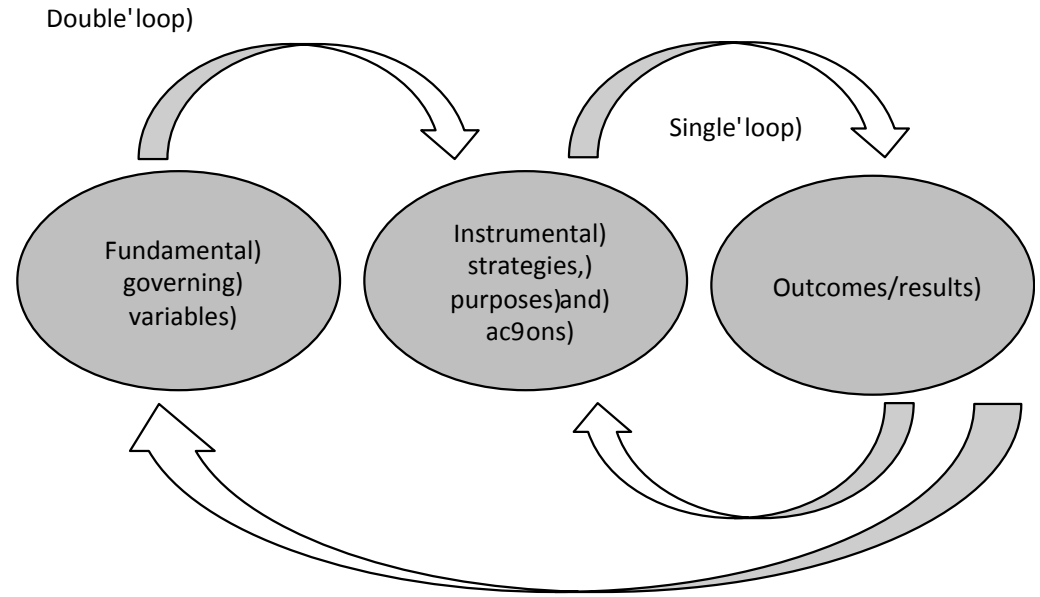 Double'loop)
Single'loop)
Fundamental)
governing)
variables)
Instrumental)
strategies,)
purposes)and)
ac9ons)
Outcomes/results)